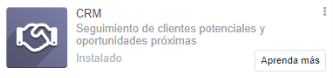 CRM
Seguimiento de clientes potenciales y
oportunidades próximas
Instalado
Aprenda más